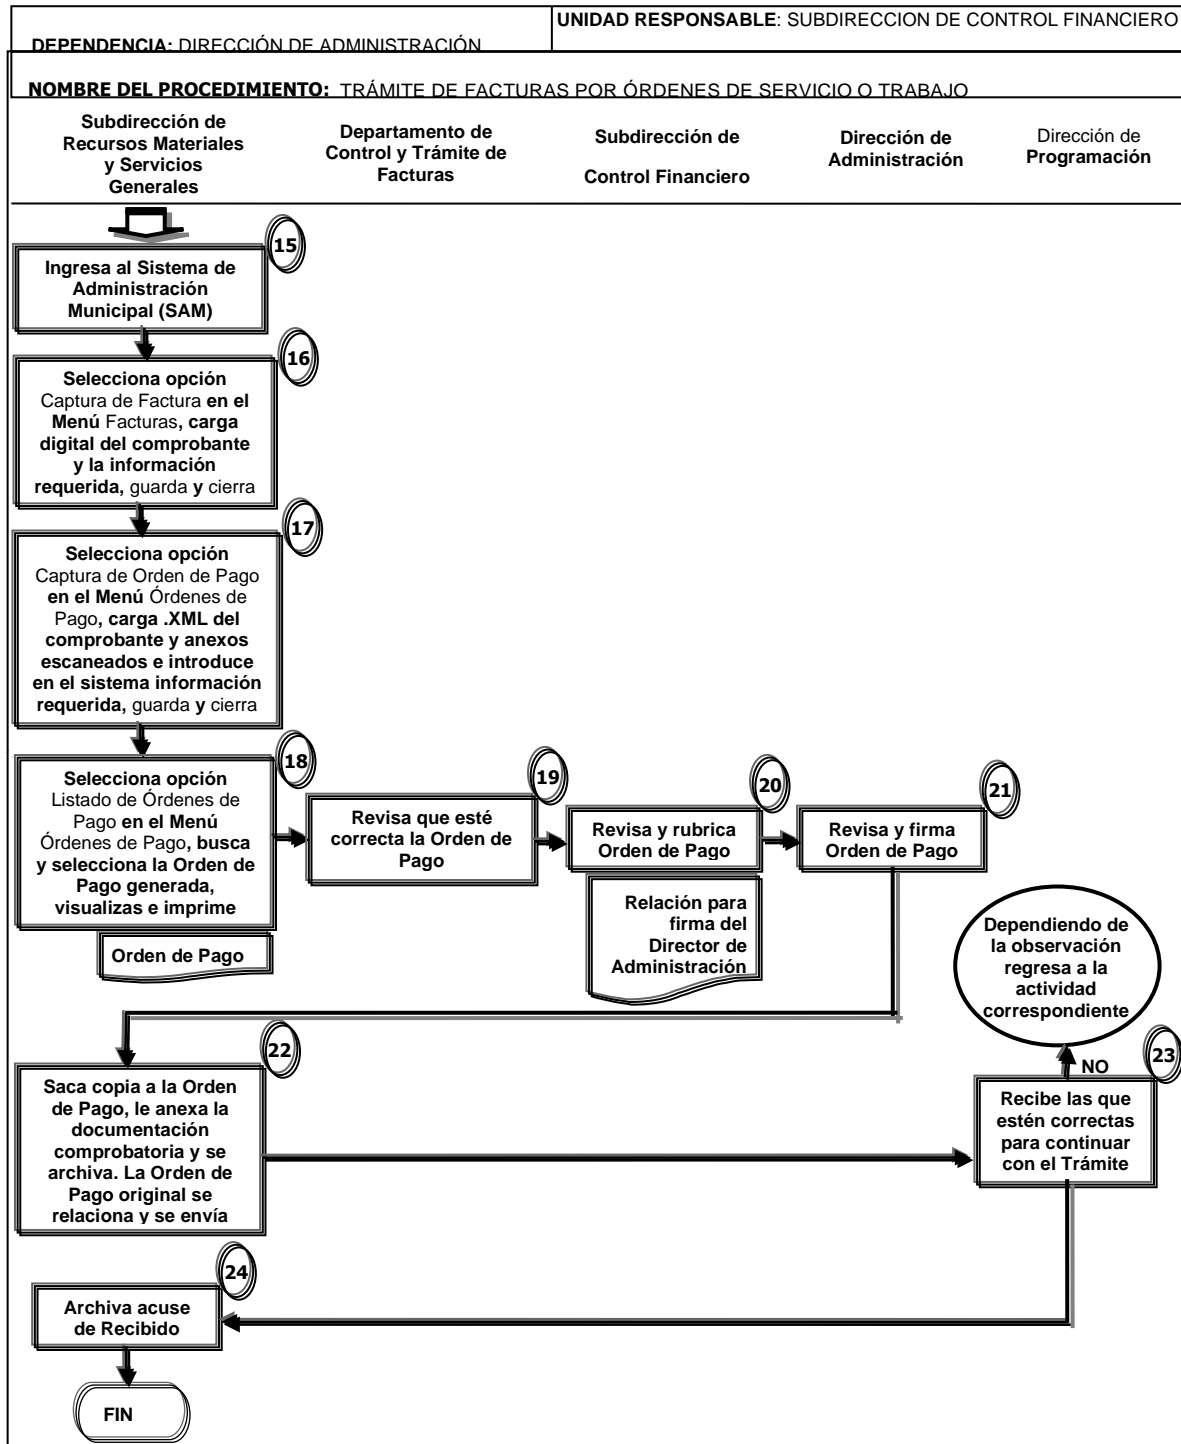 UNIDAD RESPONSABLE: SUBDIRECCION DE CONTROL FINANCIERO
DEPENDENCIA: DIRECCIÓN DE ADMINISTRACIÓN
NOMBRE DEL PROCEDIMIENTO: TRÁMITE DE FACTURAS POR ÓRDENES DE SERVICIO O TRABAJO
Subdirección de
Recursos Materiales
y Servicios
Generales
Departamento de
Control y Trámite de
Facturas
Subdirección de
Control Financiero
Dirección de
Administración
Dirección de
Programación
15
Ingresa al Sistema de
Administración
Municipal (SAM)
16
Selecciona opción
Captura de Factura en el
Menú Facturas, carga
digital del comprobante
y la información
requerida, guarda y cierra
17
Selecciona opción
Captura de Orden de Pago
en el Menú Órdenes de
Pago, carga .XML del
comprobante y anexos
escaneados e introduce
en el sistema información
requerida, guarda y cierra
18
Selecciona opción
Listado de Órdenes de
Pago en el Menú
Órdenes de Pago, busca
y selecciona la Orden de
Pago generada,
visualizas e imprime
Orden de Pago
19
Revisa que esté
correcta la Orden de
Pago
20
Revisa y rubrica
Orden de Pago
Relación para
firma del
Director de
Administración
21
Revisa y firma
Orden de Pago
Dependiendo de
la observación
regresa a la
actividad
correspondiente
22
Saca copia a la Orden
de Pago, le anexa la
documentación
comprobatoria y se
archiva. La Orden de
Pago original se
relaciona y se envía
NO
23
Recibe las que
estén correctas
para continuar
con el Trámite
24
Archiva acuse
de Recibido
FIN